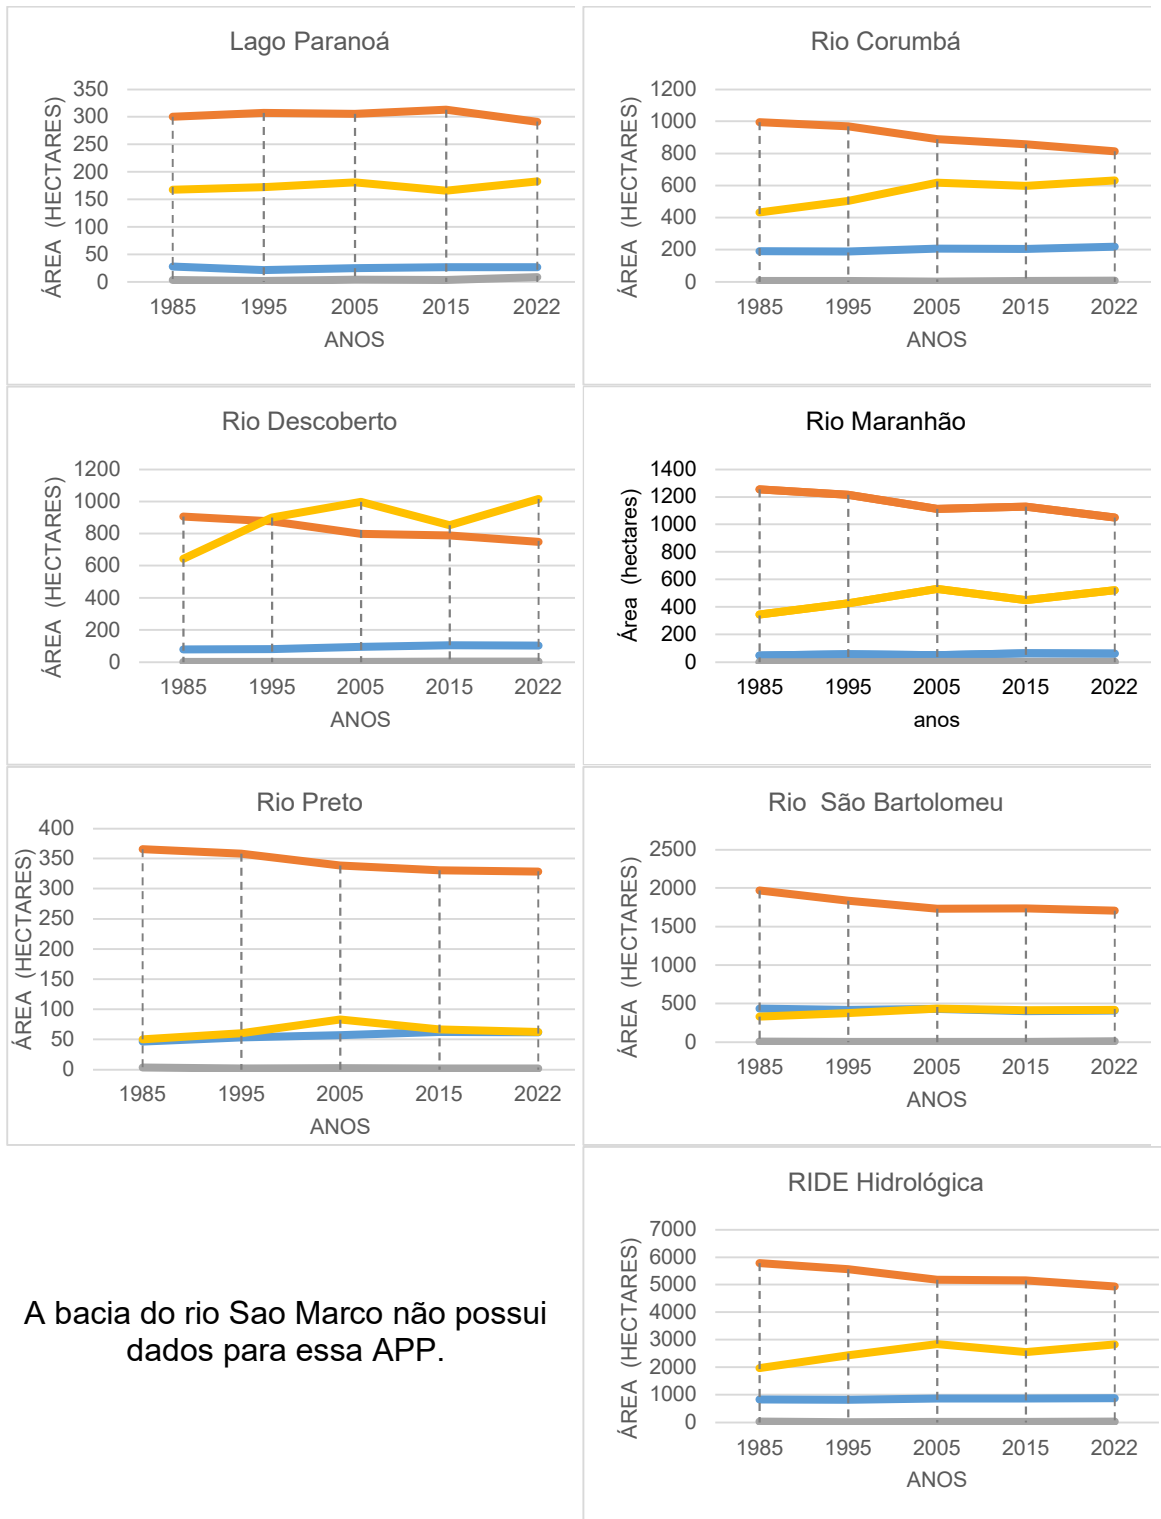 Lago Paranoá
ÁREA (HECTARES)
350
300
250
200
150
100
50
0
1985 1995 2005 2015 2022
ANOS
Rio Corumbá
ÁREA (HECTARES)
1200
1000
800
600
400
200
0
1985 1995 2005 2015 2022
ANOS
Rio Descoberto
ÁREA (HECTARES)
1200
1000
800
600
400
200
0
1985 1995 2005 2015 2022
ANOS
Rio Maranhão
Área (hectares)
1400
1200
1000
800
600
400
200
0
1985 1995 2005 2015 2022
anos
Rio Preto
ÁREA (HECTARES)
400
350
300
250
200
150
100
50
0
1985 1995 2005 2015 2022
ANOS
Rio São Bartolomeu
ÁREA (HECTARES)
2500
2000
1500
1000
500
0
1985 1995 2005 2015 2022
ANOS
A bacia do rio Sao Marco não possui
dados para essa APP.
RIDE Hidrológica
ÁREA (HECTARES)
7000
6000
5000
4000
3000
2000
1000
0
1985 1995 2005 2015 2022
ANOS